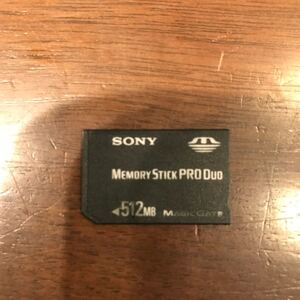 SONY
MEMORY STICK PRO DUO
512MB MAGICGATE